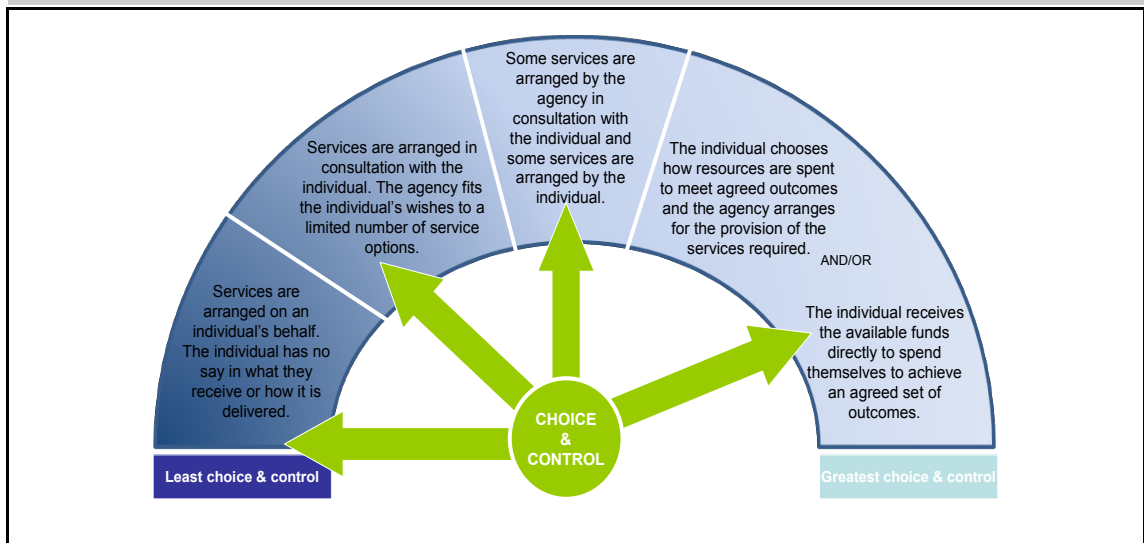 Services are
arranged on an
individual's behalf.
The individual has no
say in what they
receive or how it is
delivered.
Services are arranged in
consultation with the
individual. The agency fits
the individual's wishes to a
limited number of service
options.
Some services are
arranged by the
agency in
consultation with
the individual and
some services are
arranged by the
individual.
The individual chooses
how resources are spent
to meet agreed outcomes
and the agency arranges
for the provision of the
services required.
AND/OR
The individual receives
the available funds
directly to spend
themselves to achieve
an agreed set of
outcomes.
CHOICE
&
CONTROL
Least choice & control
Greatest choice & control